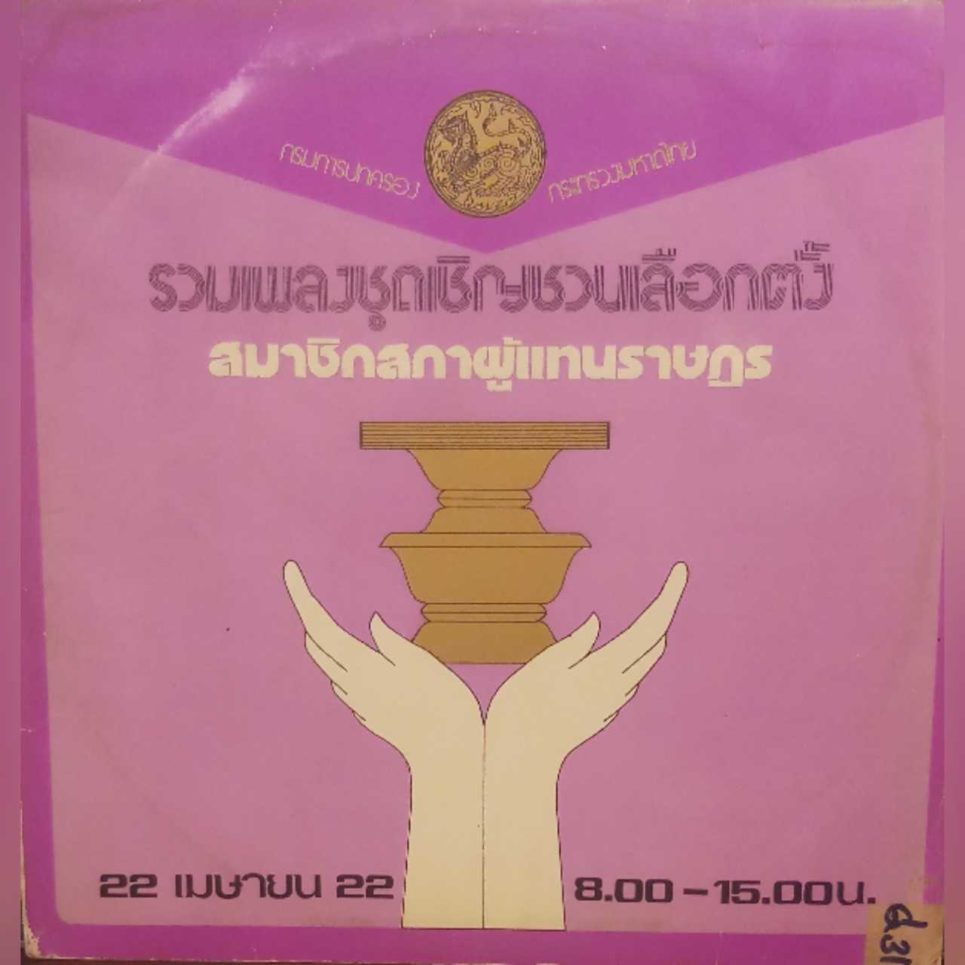 กรมการปกครอง กระทรวงมหาดไทย
รวมเพลงชุดเชิญชวนเลือกตั้ง
สมาชิกสภาผู้แทนราษฎร
22 เมษายน 22 8.00-15.00น.